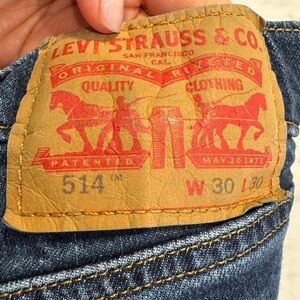 LEVI STRAUSS & CO.
SAN FRANCISCO
CAL.
ORIGINAL RIVETED
QUALITY CLOTHING
PATENTED MAY 20 1873
514™ W 30 L 30